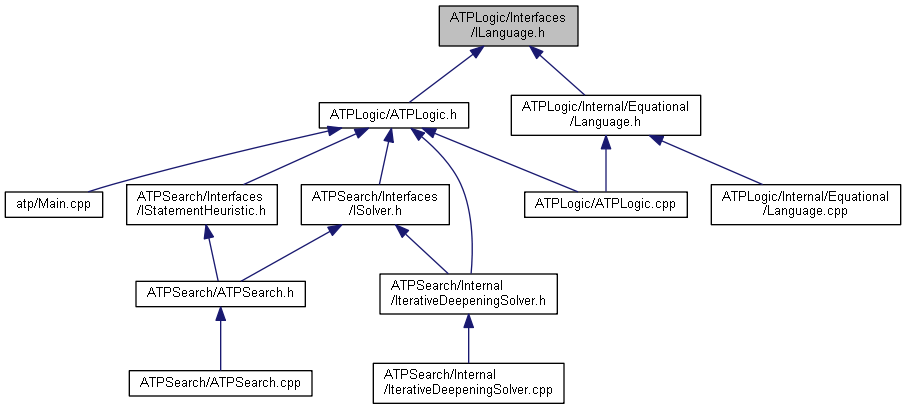 ATPLogic/Interfaces
/ILanguage.h
ATPLogic/ATPLogic.h
ATPLogic/Internal/Equational
/Language.h
atp/Main.cpp
ATPSearch/Interfaces
/IStatementHeuristic.h
ATPSearch/Interfaces
/ISolver.h
ATPLogic/ATPLogic.cpp
ATPLogic/Internal/Equational
/Language.cpp
ATPSearch/ATPSearch.h
ATPSearch/Internal
/IterativeDeepeningSolver.h
ATPSearch/ATPSearch.cpp
ATPSearch/Internal
/IterativeDeepeningSolver.cpp